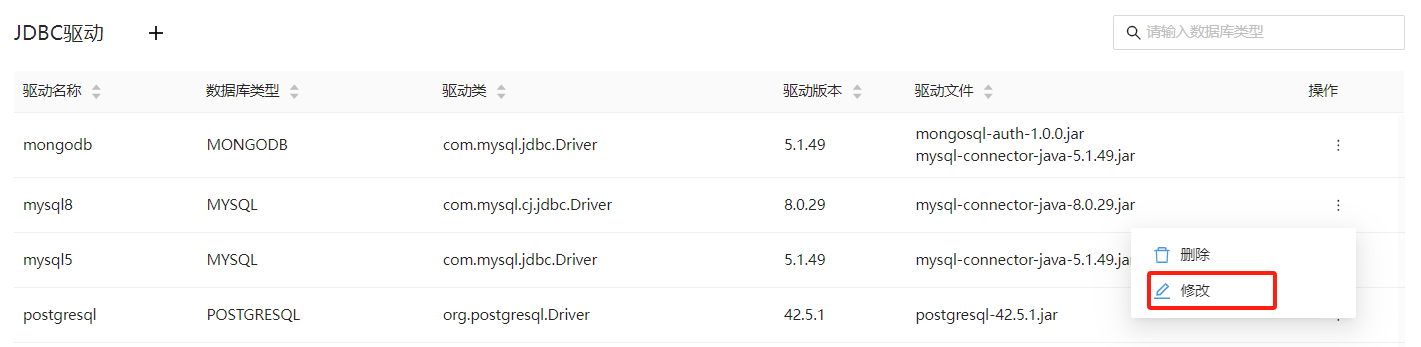 JDBC驱动 +
请输入数据库类型
驱动名称 数据库类型 驱动类 驱动版本 驱动文件 操作
mongodb MONGODB com.mysql.jdbc.Driver 5.1.49 mongosql-auth-1.0.0.jar
mysql-connector-java-5.1.49.jar
mysql8 MYSQL com.mysql.cj.jdbc.Driver 8.0.29 mysql-connector-java-8.0.29.jar
mysql5 MYSQL com.mysql.jdbc.Driver 5.1.49 mysql-connector-java-5.1.49.ja
删除
修改
postgresql POSTGRESQL org.postgresql.Driver 42.5.1 postgresql-42.5.1.jar